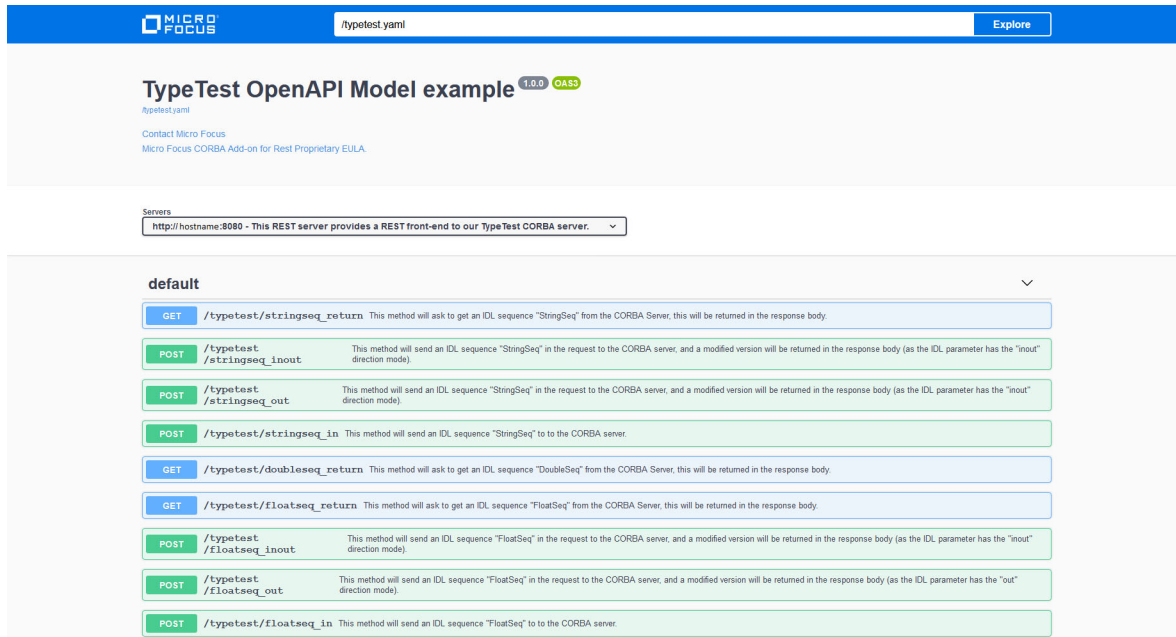 MICRO
FOCUS
/typetest.yaml
Explore
TypeTest OpenAPI Model example 1.0.0 OAS3
/typetest.yaml
Contact Micro Focus
Micro Focus CORBA Add-on for Rest Proprietary EULA.
Servers
http://hostname:8080 - This REST server provides a REST front-end to our TypeTest CORBA server.
default
GET /typetest/stringseq_return This method will ask to get an IDL sequence "StringSeq" from the CORBA Server, this will be returned in the response body.
POST /typetest
/stringseq_inout
This method will send an IDL sequence "StringSeq" in the request to the CORBA server, and a modified version will be returned in the response body (as the IDL parameter has the "inout"
direction mode).
POST /typetest
/stringseq_out
This method will send an IDL sequence "StringSeq" in the request to the CORBA server, and a modified version will be returned in the response body (as the IDL parameter has the "inout"
direction mode).
POST /typetest/stringseq_in This method will send an IDL sequence "StringSeq" to to the CORBA server.
GET /typetest/doubleseq_return This method will ask to get an IDL sequence "DoubleSeq" from the CORBA Server, this will be returned in the response body.
GET /typetest/floatseq_return This method will ask to get an IDL sequence "FloatSeq" from the CORBA Server, this will be returned in the response body.
POST /typetest
/floatseq_inout
This method will send an IDL sequence "FloatSeq" in the request to the CORBA server, and a modified version will be returned in the response body (as the IDL parameter has the "inout"
direction mode).
POST /typetest
/floatseq_out
This method will send an IDL sequence "FloatSeq" in the request to the CORBA server, and a modified version will be returned in the response body (as the IDL parameter has the "out"
direction mode).
POST /typetest/floatseq_in This method will send an IDL sequence "FloatSeq" to to the CORBA server.